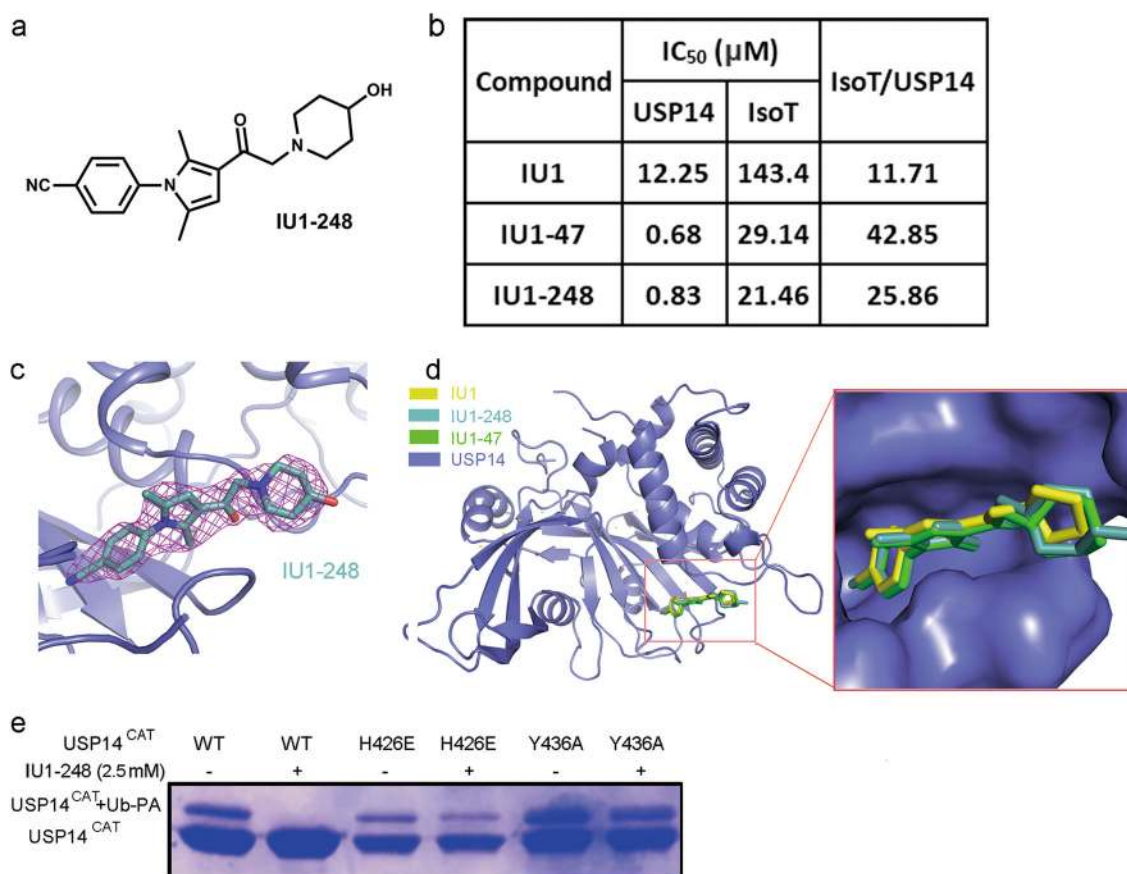 a
OH
O
N
NC
N
IU1-248
b
Compound
IC₅₀ (μM)
IsoT/USP14
USP14
IsoT
IU1
12.25
143.4
11.71
IU1-47
0.68
29.14
42.85
IU1-248
0.83
21.46
25.86
c
IU1-248
d
IU1
IU1-248
IU1-47
USP14
e
USP14 CAT WT WT H426E H426E Y436A Y436A
IU1-248 (2.5 mM) - + - + - +
USP14 CAT+Ub-PA
USP14 CAT